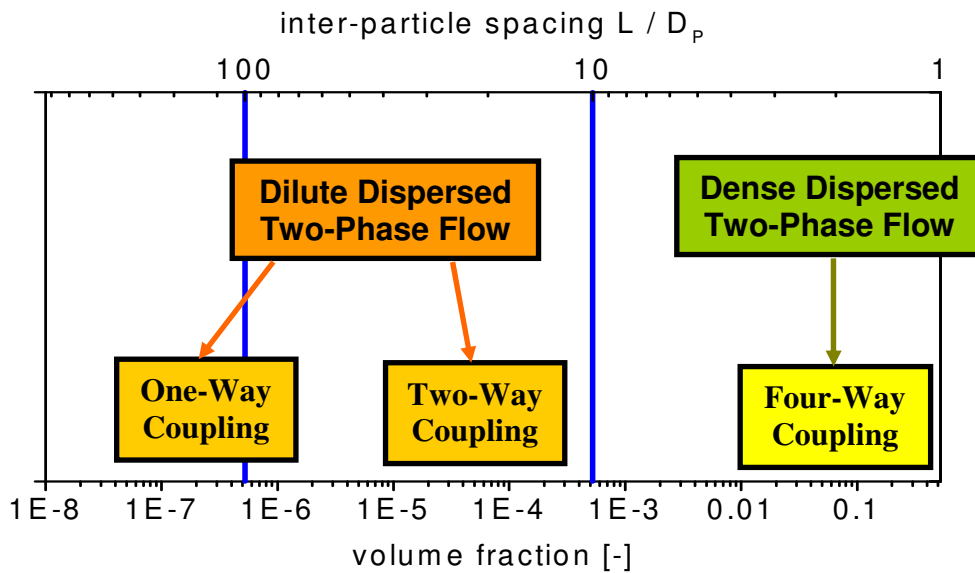 inter-particle spacing L / D_P
100 10 1
Dilute Dispersed
Two-Phase Flow
Dense Dispersed
Two-Phase Flow
One-Way
Coupling
Two-Way
Coupling
Four-Way
Coupling
1E-8 1E-7 1E-6 1E-5 1E-4 1E-3 0.01 0.1
volume fraction [-]